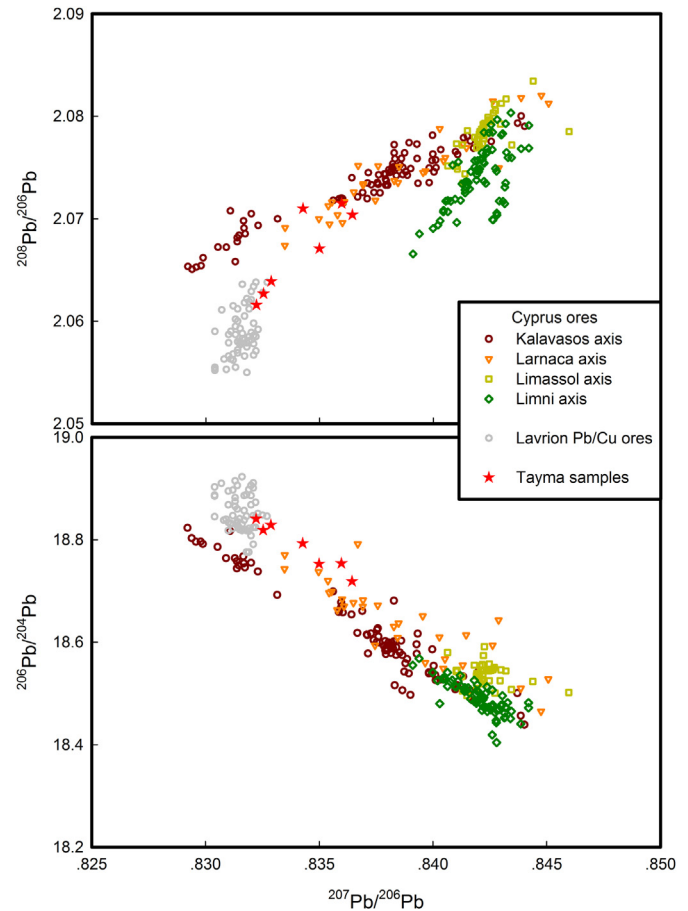 2.09
2.08
2.07
2.06
2.05
208Pb/206Pb
Cyprus ores
Kalavasos axis
Larnaca axis
Limassol axis
Limni axis
Lavrion Pb/Cu ores
Tayma samples
19.0
18.8
18.6
18.4
18.2
206Pb/204Pb
.825
.830
.835
.840
.845
.850
207Pb/206Pb